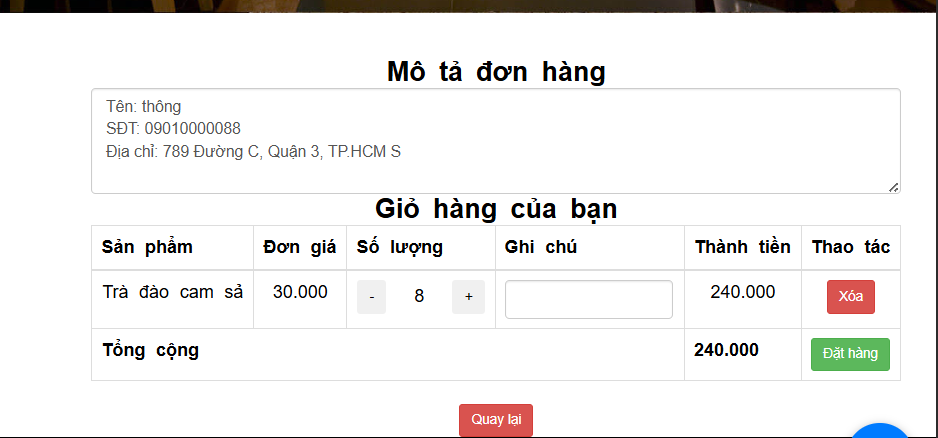 Mô tả đơn hàng
Tên: thông
SĐT: 09010000088
Địa chỉ: 789 Đường C, Quận 3, TP.HCM S
Giỏ hàng của bạn
Sản phẩm Đơn giá Số lượng Ghi chú Thành tiền Thao tác
Trà đào cam sả 30.000 - 8 + 240.000 Xóa
Tổng cộng 240.000 Đặt hàng
Quay lại